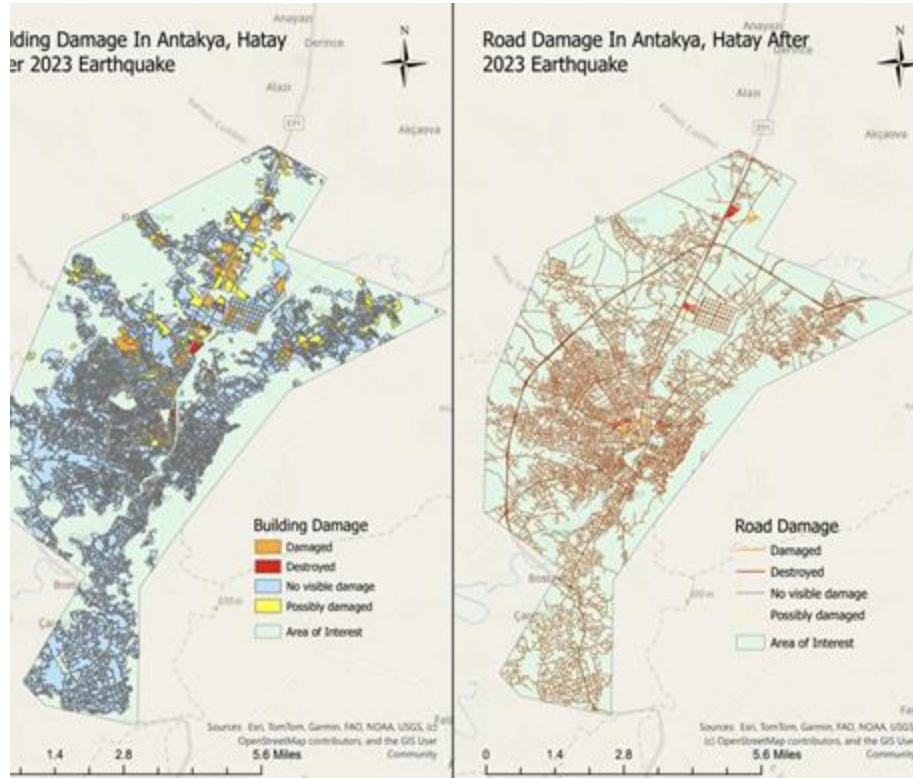 lding Damage In Antakya, Hatay
er 2023 Earthquake
N
Anayazi
Derince
Alazı
E91
Akçaova
Building Damage
Damaged
Destroyed
No visible damage
Possibly damaged
Area of Interest
Sources: Esri, TomTom, Garmin, FAO, NOAA, USGS, (c)
OpenStreetMap contributors, and the GIS User
Community
1.4 2.8 5.6 Miles
Road Damage In Antakya, Hatay After
2023 Earthquake
N
Anayazi
Derince
Alazı
E91
Akçaova
Road Damage
Damaged
Destroyed
No visible damage
Possibly damaged
Area of Interest
Sources: Esri, TomTom, Garmin, FAO, NOAA, USGS,
(c) OpenStreetMap contributors, and the GIS User
Community
0 1.4 2.8 5.6 Miles